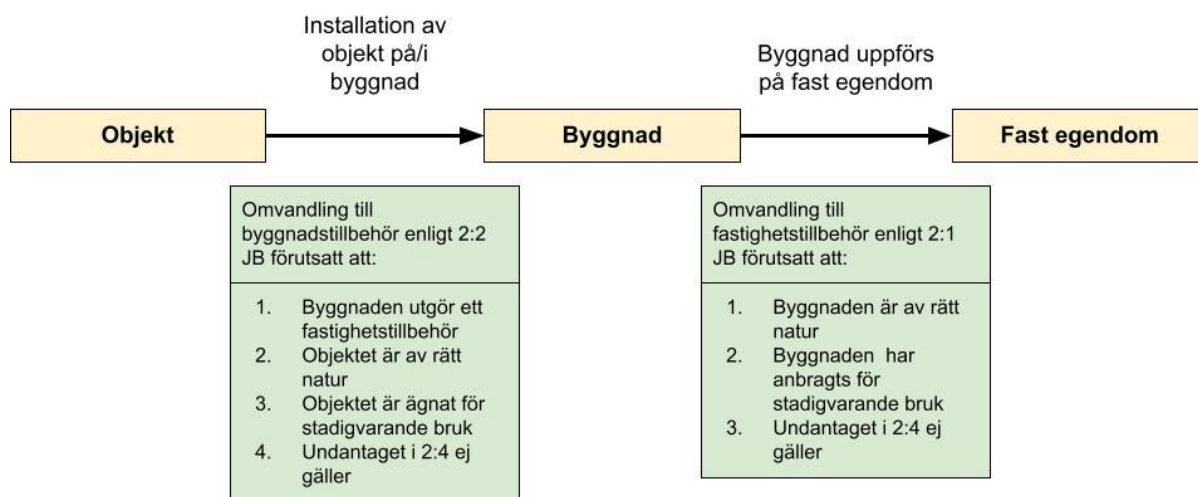 Installation av
objekt på/i
byggnad
Byggnad uppförs
på fast egendom
Objekt
Byggnad
Fast egendom
Omvandling till
byggnadstillbehör enligt 2:2
JB förutsatt att:
1. Byggnaden utgör ett
fastighetstillbehör
2. Objektet är av rätt
natur
3. Objektet är ägnat för
stadigvarande bruk
4. Undantaget i 2:4 ej
gäller
Omvandling till
fastighetstillbehör enligt 2:1
JB förutsatt att:
1. Byggnaden är av rätt
natur
2. Byggnaden har
anbragts för
stadigvarande bruk
3. Undantaget i 2:4 ej
gäller